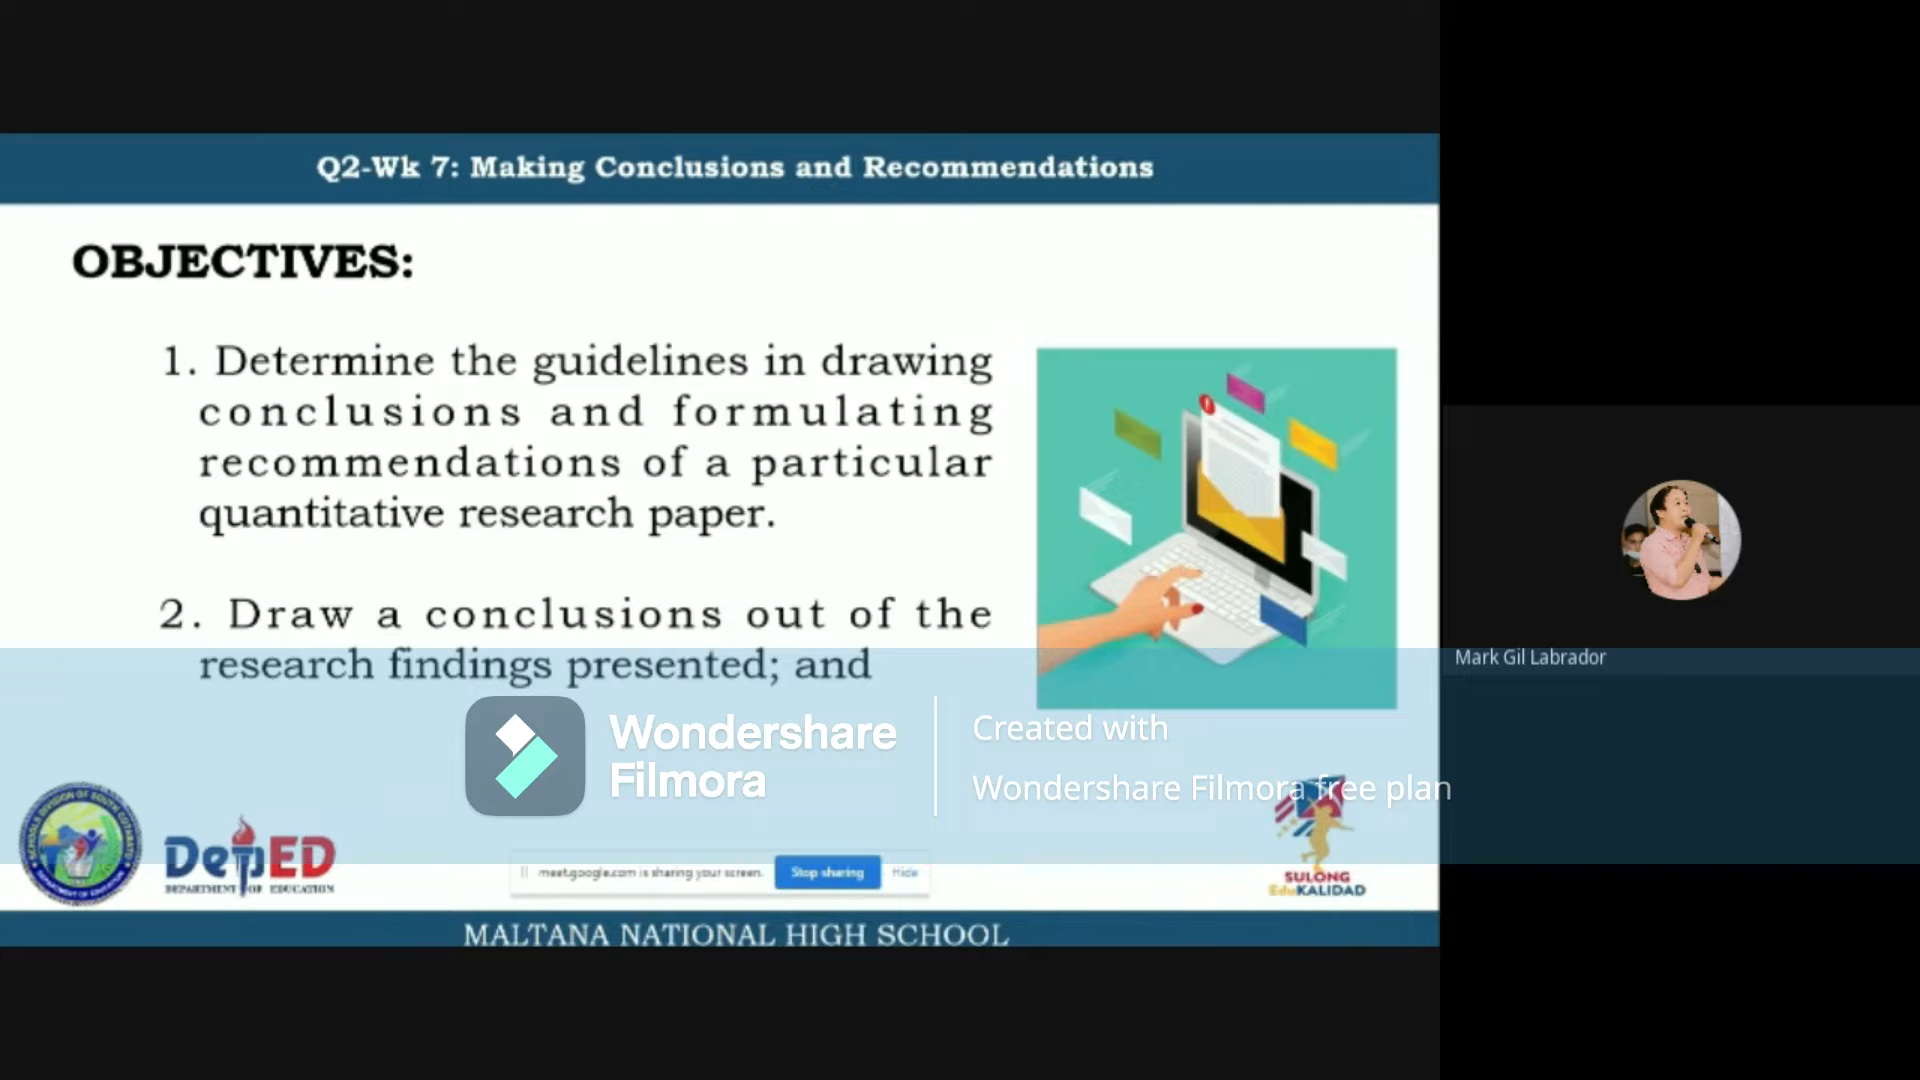 Q2-Wk 7: Making Conclusions and Recommendations
OBJECTIVES:
1. Determine the guidelines in drawing
conclusions and formulating
recommendations of a particular
quantitative research paper.
2. Draw a conclusions out of the
research findings presented; and
Mark Gil Labrador
Wondershare
Filmora
Created with
Wondershare Filmora free plan
DepED
DEPARTMENT OF EDUCATION
meet.google.com is sharing your screen.
Stop sharing
Hide
SULONG
EduKALIDAD
MALTANA NATIONAL HIGH SCHOOL